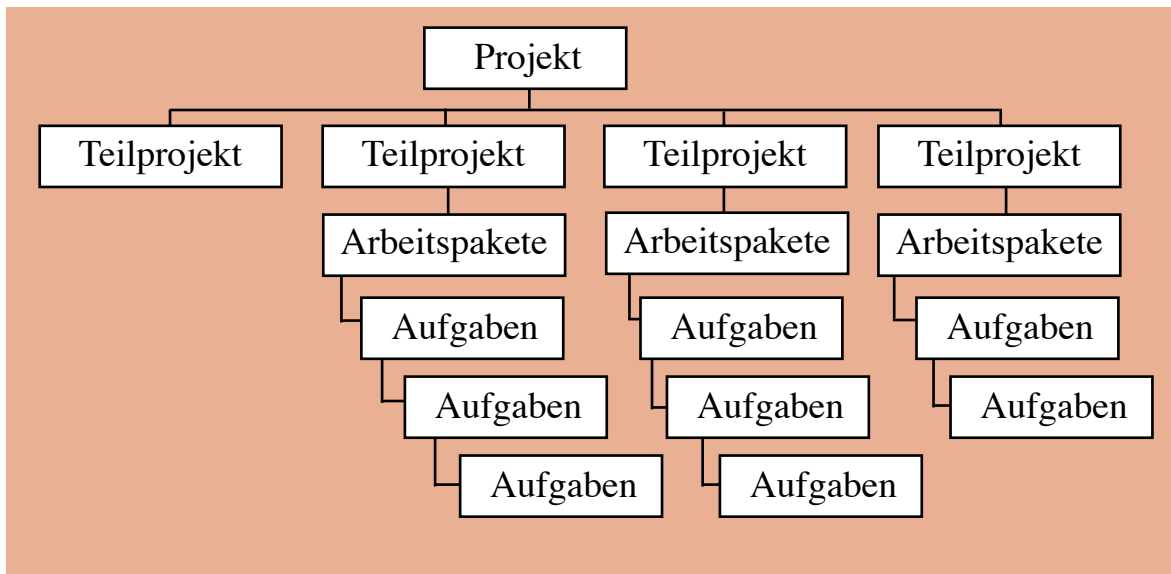 Projekt
Teilprojekt Teilprojekt Teilprojekt Teilprojekt
Arbeitspakete Arbeitspakete Arbeitspakete
Aufgaben Aufgaben Aufgaben
Aufgaben Aufgaben Aufgaben
Aufgaben Aufgaben